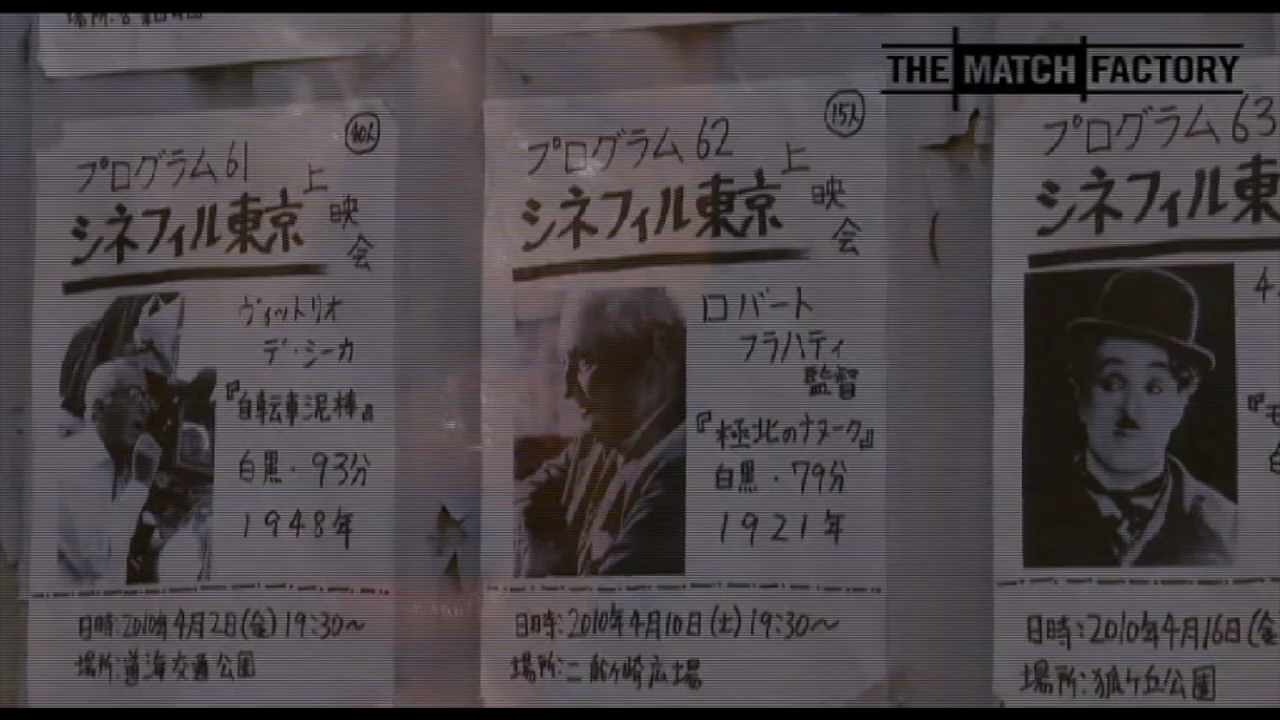 THE MATCH FACTORY
プログラム61
シネフィル東京
上映会
ヴィットリオ
デ・シーカ
『自転車泥棒』
白黒・93分
1948年
日時:2010年4月2日(金)19:30〜
場所:道海交通公園
15人
プログラム62
シネフィル東京
上映会
ロバート
フラハティ
監督
『極北のナヌーク』
白黒・79分
1921年
日時:2010年4月10日(土)19:30〜
場所:二船ケ崎広場
プログラム63
シネフィル東
日時:2010年4月16日(金
場所:狐ケ丘公園